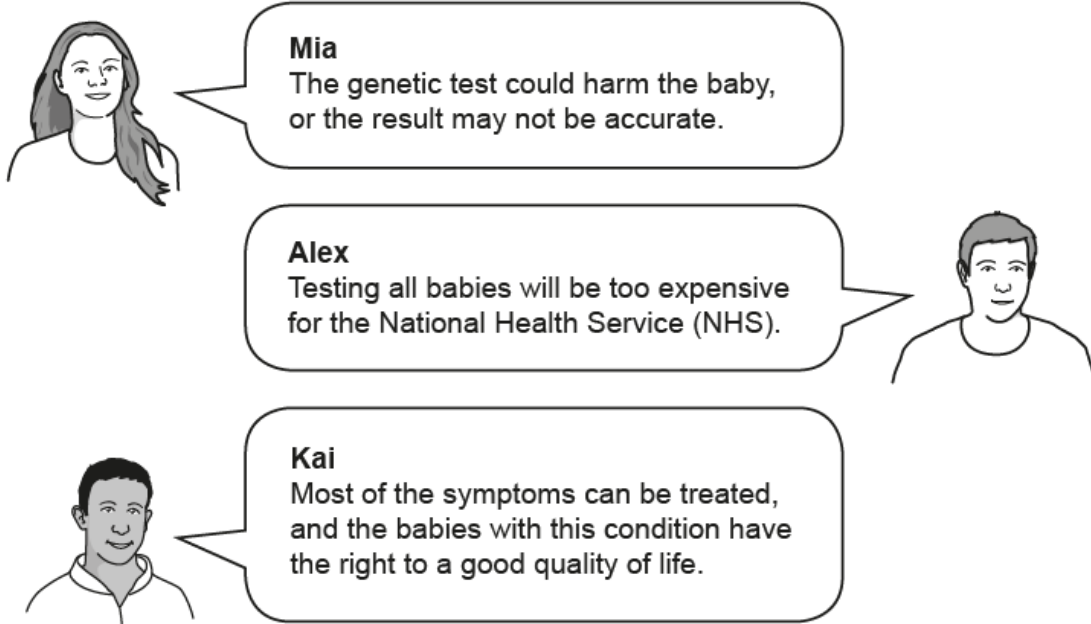 Mia
The genetic test could harm the baby,
or the result may not be accurate.
Alex
Testing all babies will be too expensive
for the National Health Service (NHS).
Kai
Most of the symptoms can be treated,
and the babies with this condition have
the right to a good quality of life.